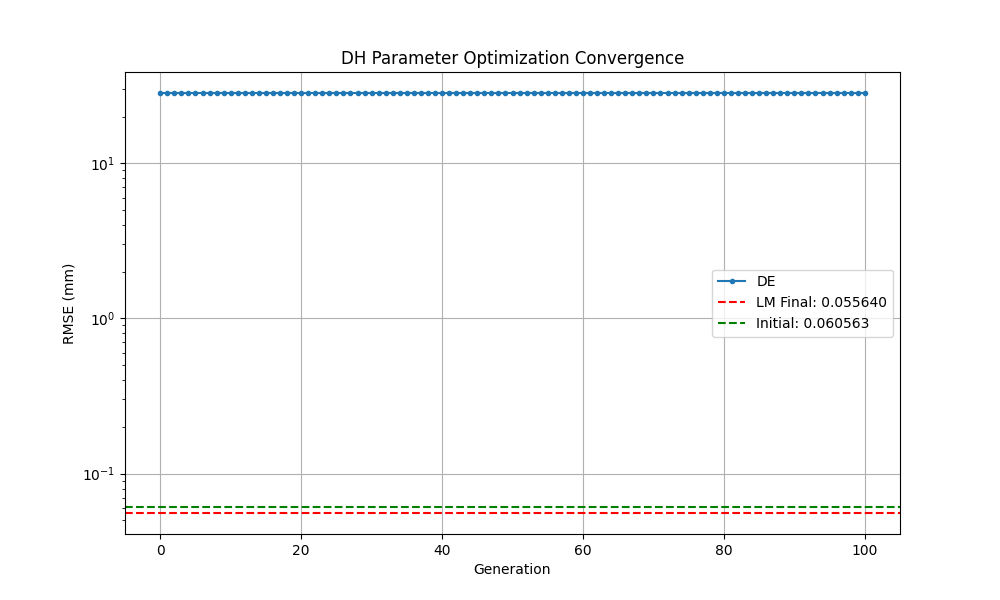 DH Parameter Optimization Convergence
RMSE (mm)
10¹
10⁰
10⁻¹
DE
LM Final: 0.055640
Initial: 0.060563
0 20 40 60 80 100
Generation